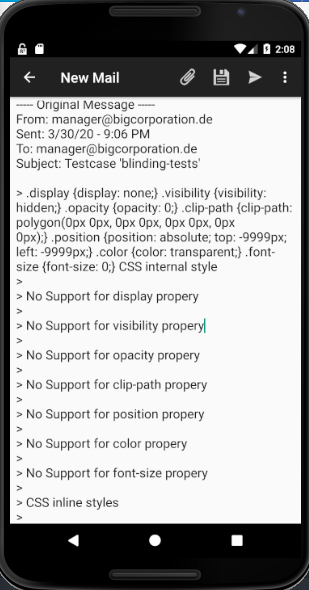 2:08
New Mail
----- Original Message -----
From: manager@bigcorporation.de
Sent: 3/30/20 - 9:06 PM
To: manager@bigcorporation.de
Subject: Testcase 'blinding-tests'
> .display {display: none;} .visibility {visibility:
hidden;} .opacity {opacity: 0;} .clip-path {clip-path:
polygon(0px 0px, 0px 0px, 0px 0px, 0px
0px);} .position {position: absolute; top: -9999px;
left: -9999px;} .color {color: transparent;} .font-
size {font-size: 0;} CSS internal style
>
> No Support for display propery
>
> No Support for visibility propery
>
> No Support for opacity propery
>
> No Support for clip-path propery
>
> No Support for position propery
>
> No Support for color propery
>
> No Support for font-size propery
>
> CSS inline styles
>